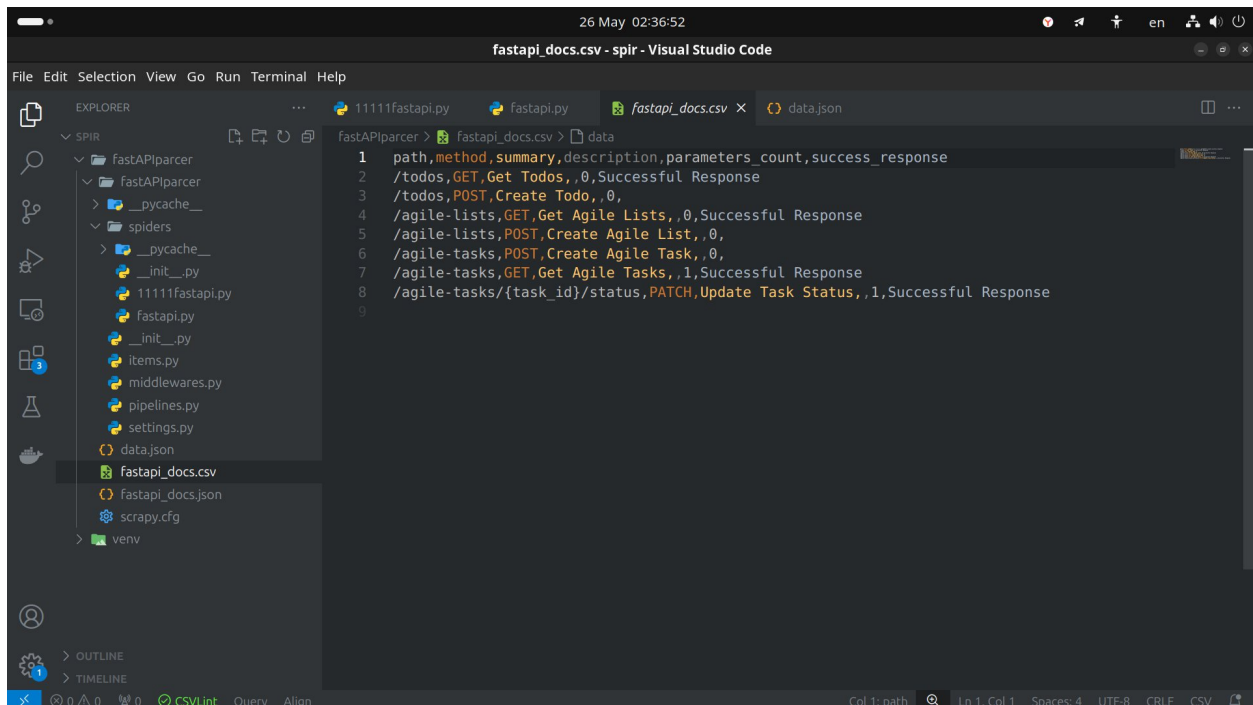 26 May 02:36:52
en
fastapi_docs.csv - spir - Visual Studio Code
File Edit Selection View Go Run Terminal Help
EXPLORER ...
11111fastapi.py fastapi.py fastapi_docs.csv data.json
SPIR
fastAPIparcer > fastapi_docs.csv > data
fastAPIparcer
fastAPIparcer
__pycache__
spiders
__pycache__
__init__.py
11111fastapi.py
fastapi.py
__init__.py
items.py
middlewares.py
pipelines.py
settings.py
data.json
fastapi_docs.csv
fastapi_docs.json
scrapy.cfg
venv
1 path,method,summary,description,parameters_count,success_response
2 /todos,GET,Get Todos,,0,Successful Response
3 /todos,POST,Create Todo,,0,
4 /agile-lists,GET,Get Agile Lists,,0,Successful Response
5 /agile-lists,POST,Create Agile List,,0,
6 /agile-tasks,POST,Create Agile Task,,0,
7 /agile-tasks,GET,Get Agile Tasks,,1,Successful Response
8 /agile-tasks/{task_id}/status,PATCH,Update Task Status,,1,Successful Response
9
3
1
OUTLINE
TIMELINE
0 0 0 CSVLint Query Align Col 1: path Ln 1, Col 1 Spaces: 4 UTF-8 CRLF CSV